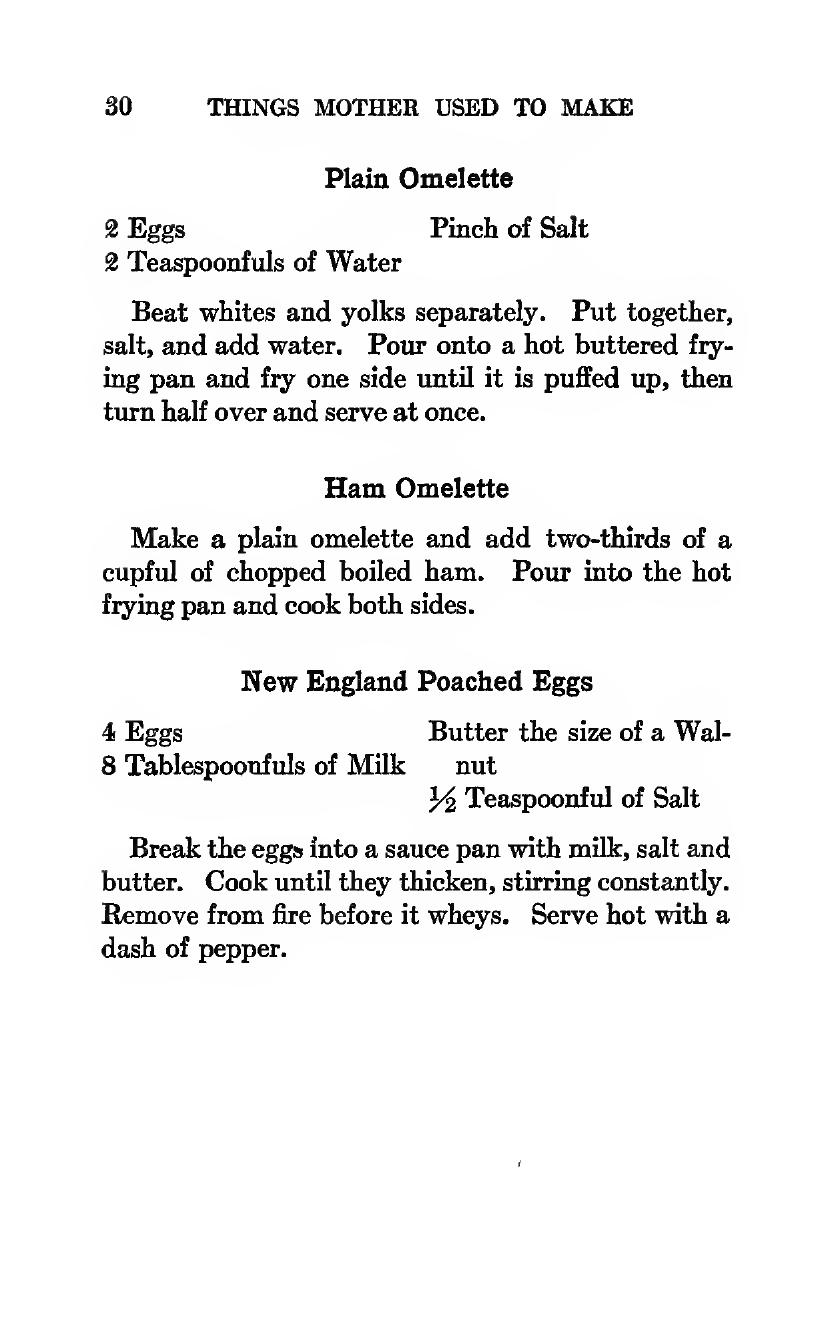 30 THINGS MOTHER USED TO MAKE
Plain Omelette
2 Eggs Pinch of Salt
2 Teaspoonfuls of Water
Beat whites and yolks separately. Put together,
salt, and add water. Pour onto a hot buttered fry-
ing pan and fry one side until it is puffed up, then
turn half over and serve at once.
Ham Omelette
Make a plain omelette and add two-thirds of a
cupful of chopped boiled ham. Pour into the hot
frying pan and cook both sides.
New England Poached Eggs
4 Eggs
8 Tablespoonfuls of Milk
Butter the size of a Wal-
nut
½ Teaspoonful of Salt
Break the eggs into a sauce pan with milk, salt and
butter. Cook until they thicken, stirring constantly.
Remove from fire before it wheys. Serve hot with a
dash of pepper.